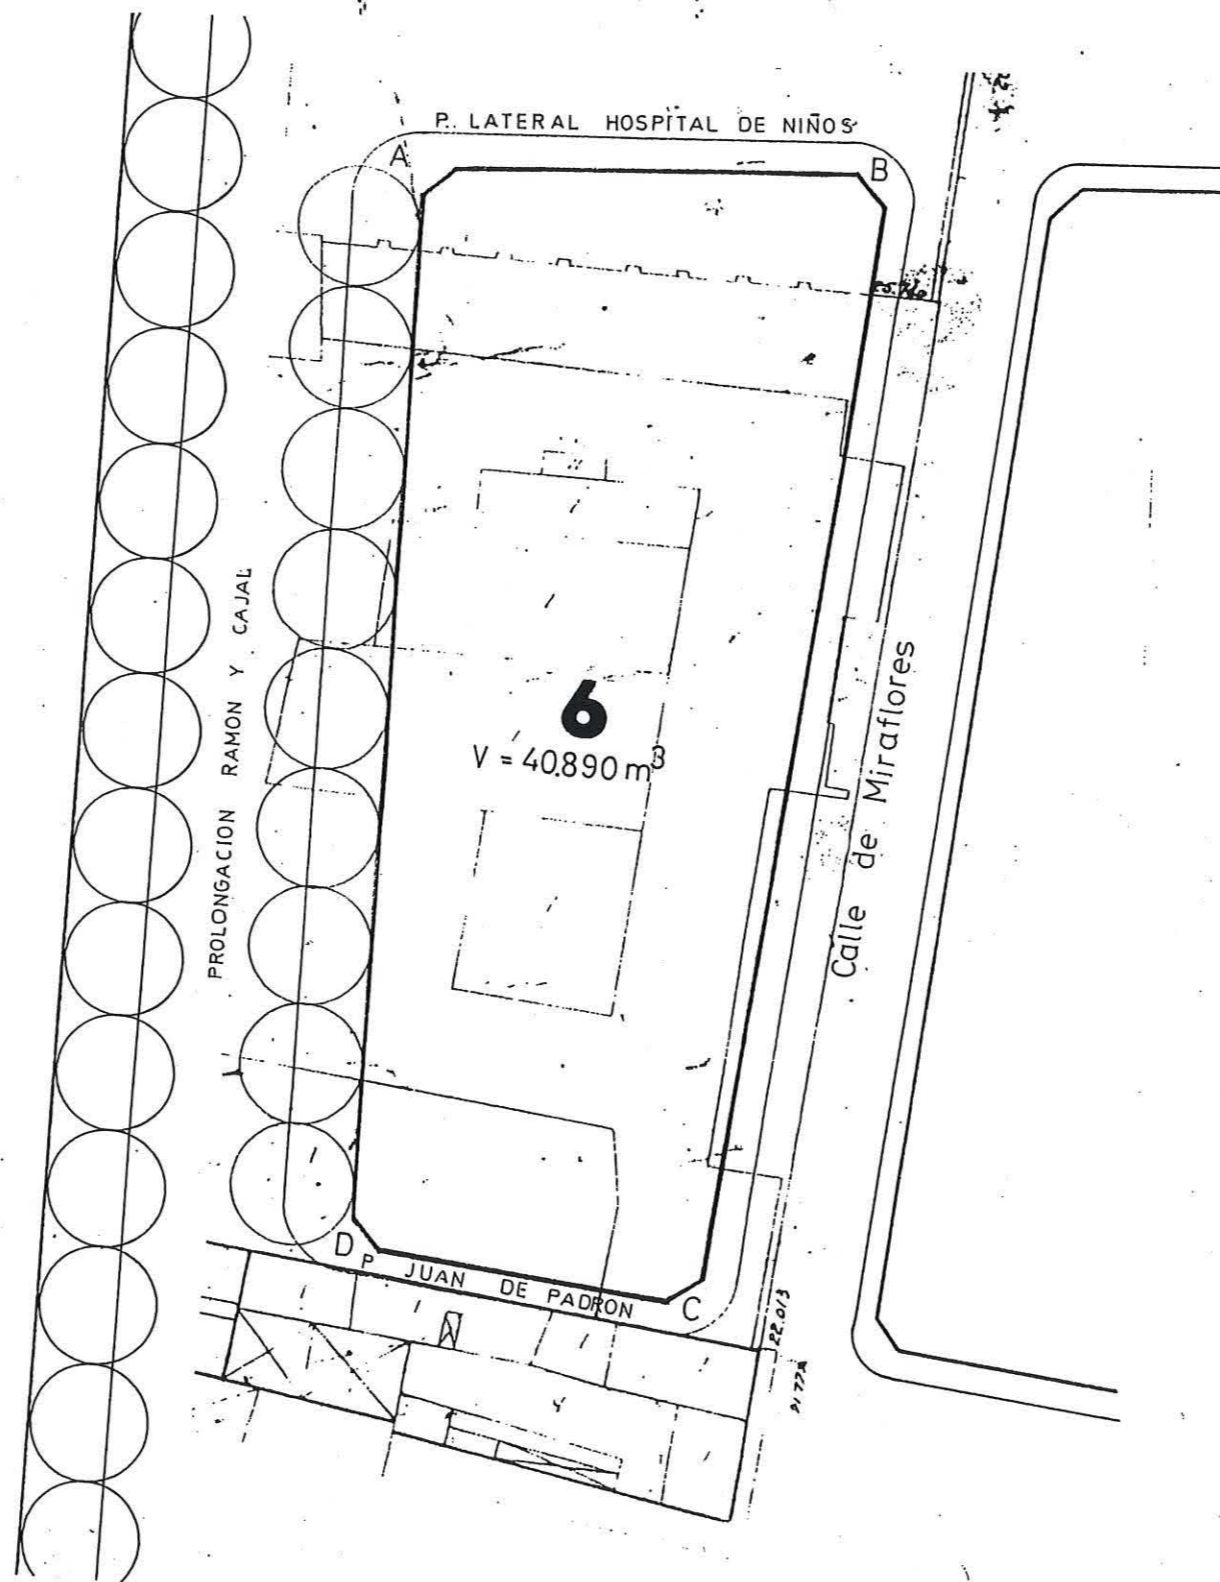 P. LATERAL HOSPITAL DE NIÑOS
A
B
PROLONGACION RAMON Y CAJAL
6
V = 40.890 m³
Calle de Miraflores
D
P JUAN DE PADRON
C
22.013